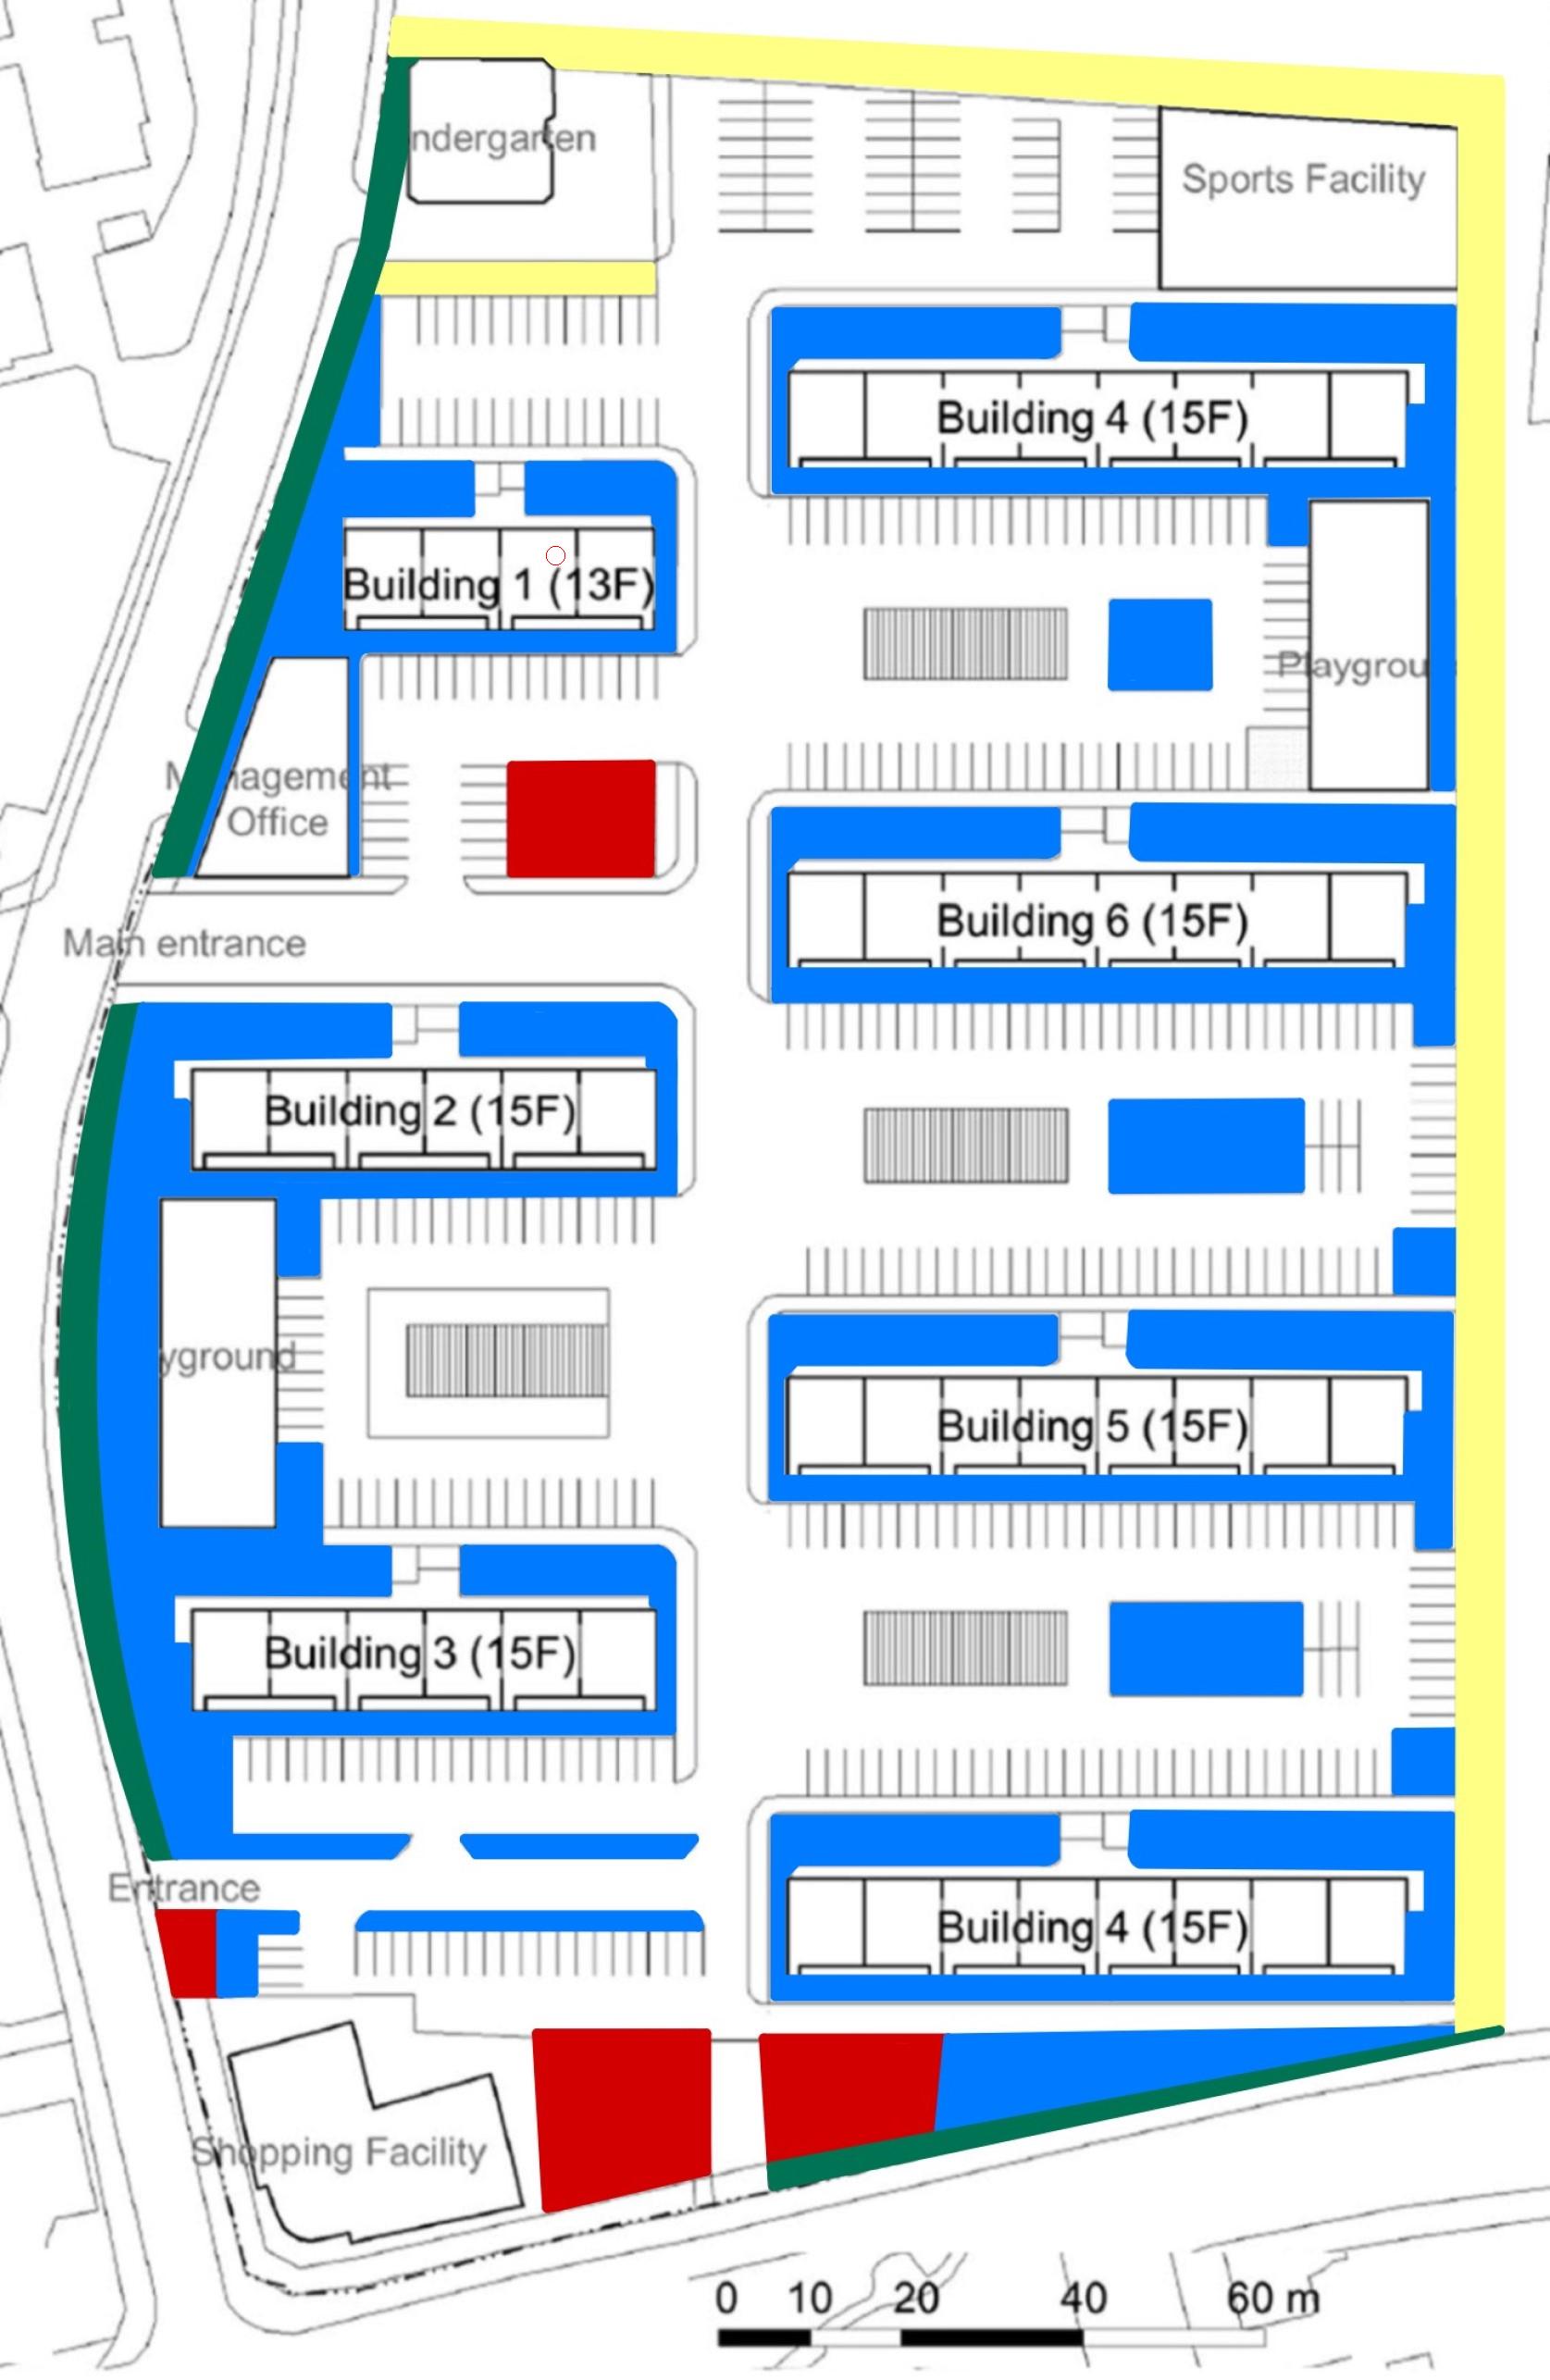 ndergarten
Sports Facility
Building 4 (15F)
Building 1 (13F)
Playgrou
Management
Office
Building 6 (15F)
Main entrance
Building 2 (15F)
yground
Building 5 (15F)
Building 3 (15F)
Entrance
Building 4 (15F)
Shopping Facility
0 10 20 40 60 m